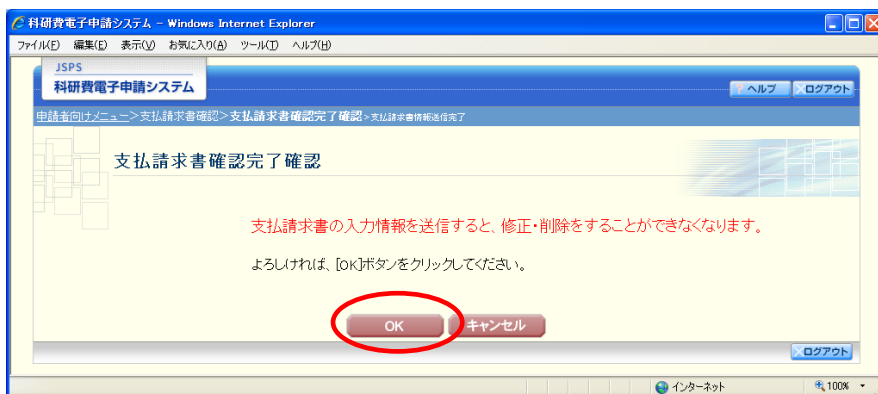 科研費電子申請システム - Windows Internet Explorer
ファイル(F) 編集(E) 表示(V) お気に入り(A) ツール(T) ヘルプ(H)
JSPS
科研費電子申請システム
ヘルプ ログアウト
申請者向けメニュー>支払請求書確認>支払請求書確認完了確認>支払請求書情報送信完了
支払請求書確認完了確認
支払請求書の入力情報を送信すると、修正・削除をすることができなくなります。
よろしければ、[OK]ボタンをクリックしてください。
OK キャンセル
ログアウト
インターネット 100%